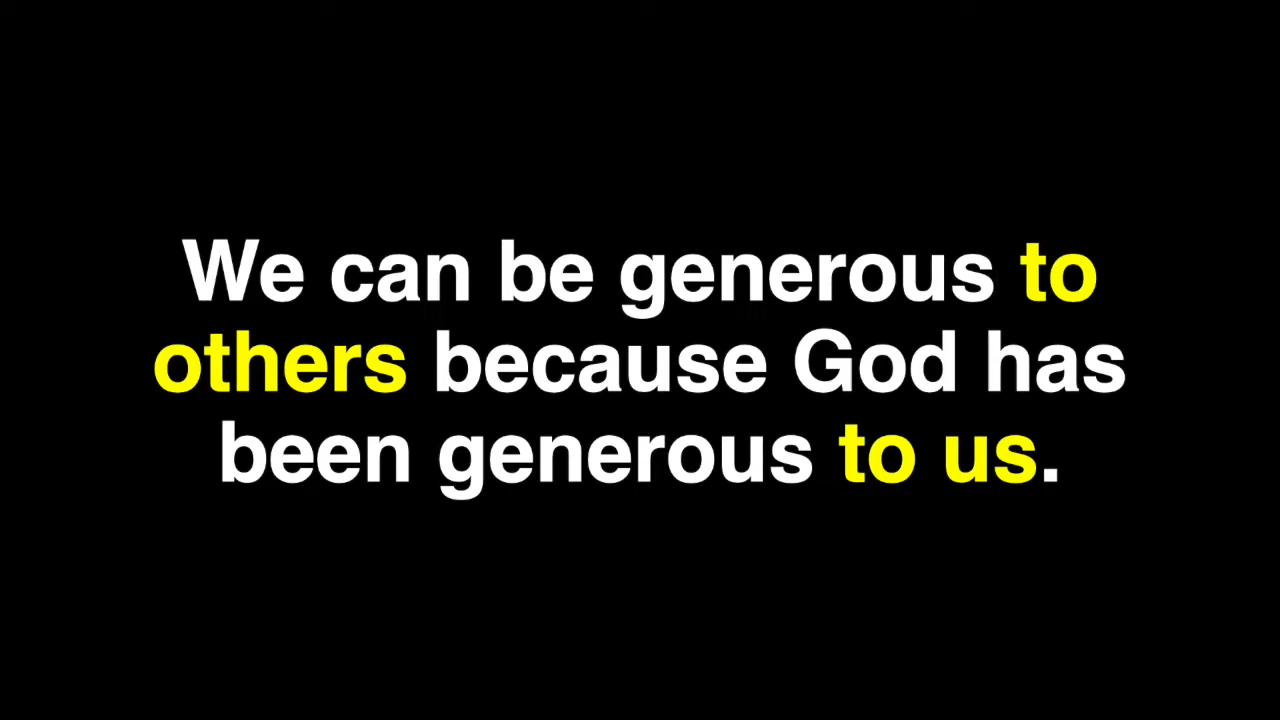 We can be generous to
others because God has
been generous to us.